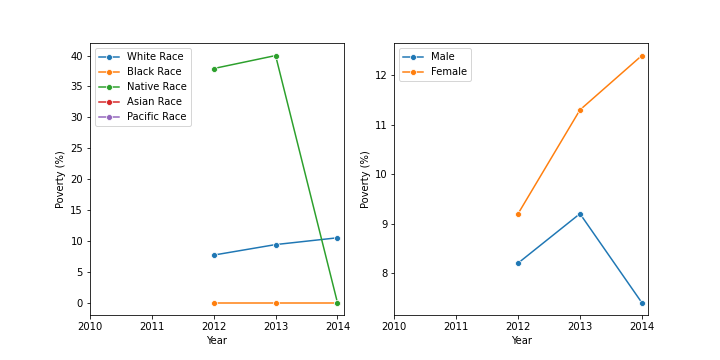 White Race
Black Race
Native Race
Asian Race
Pacific Race
40
35
30
25
20
15
10
5
0
Poverty (%)
2010 2011 2012 2013 2014
Year
Male
Female
12
11
10
9
8
Poverty (%)
2010 2011 2012 2013 2014
Year